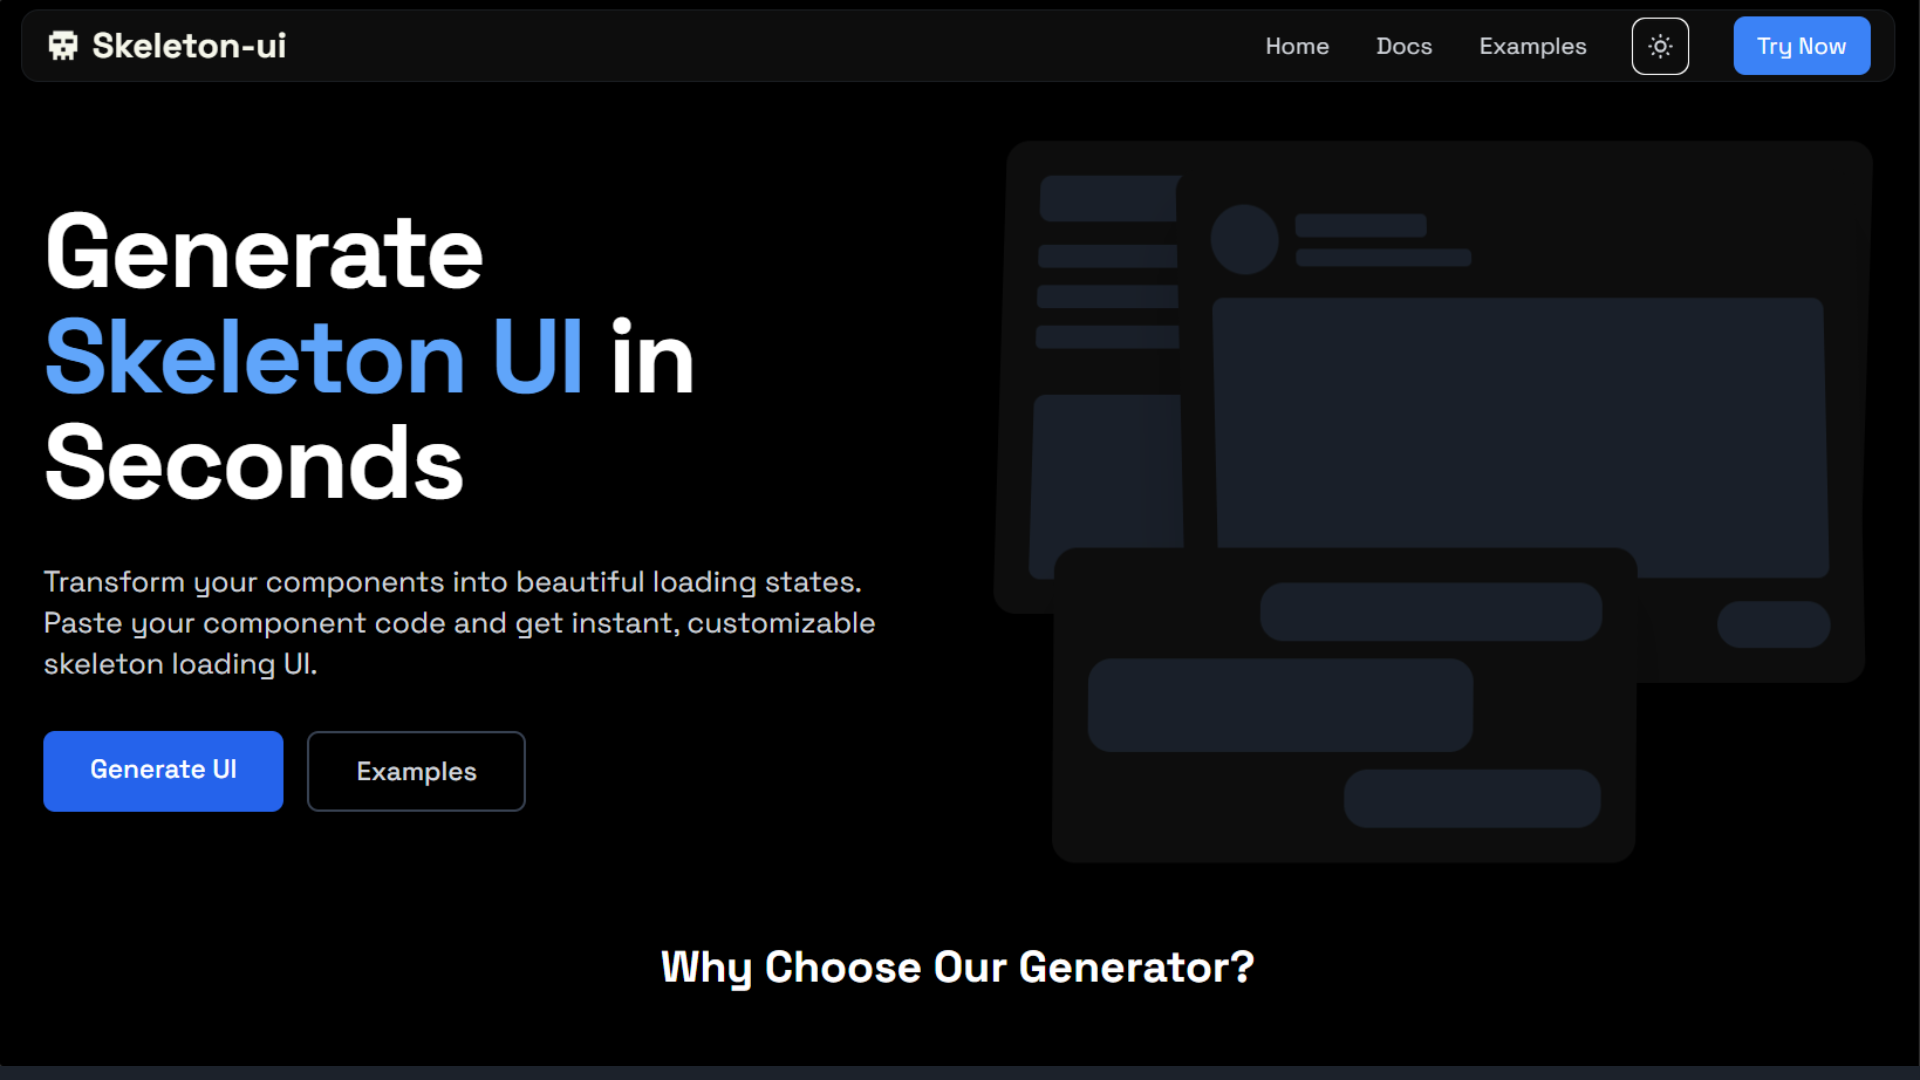 Skeleton-ui
Home
Docs
Examples
Try Now
Generate
Skeleton UI in
Seconds
Transform your components into beautiful loading states.
Paste your component code and get instant, customizable
skeleton loading UI.
Generate UI
Examples
Why Choose Our Generator?